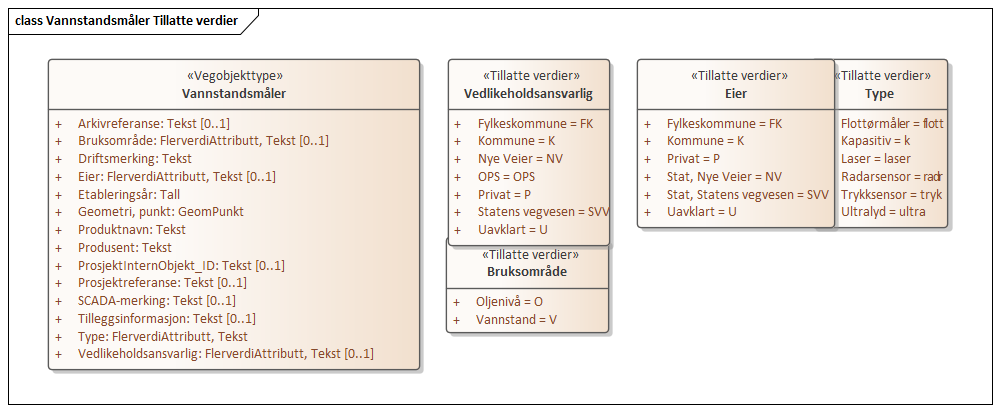 class Vannstandsmåler Tillatte verdier
«Vegobjekttype»
Vannstandsmåler
+ Arkivreferanse: Tekst [0..1]
+ Bruksområde: FlerverdiAttributt, Tekst [0..1]
+ Driftsmerking: Tekst
+ Eier: FlerverdiAttributt, Tekst [0..1]
+ Etableringsår: Tall
+ Geometri, punkt: GeomPunkt
+ Produktnavn: Tekst
+ Produsent: Tekst
+ ProsjektInternObjekt_ID: Tekst [0..1]
+ Prosjektreferanse: Tekst [0..1]
+ SCADA-merking: Tekst [0..1]
+ Tilleggsinformasjon: Tekst [0..1]
+ Type: FlerverdiAttributt, Tekst
+ Vedlikeholdsansvarlig: FlerverdiAttributt, Tekst [0..1]
«Tillatte verdier»
Vedlikeholdsansvarlig
+ Fylkeskommune = FK
+ Kommune = K
+ Nye Veier = NV
+ OPS = OPS
+ Privat = P
+ Statens vegvesen = SVV
+ Uavklart = U
«Tillatte verdier»
Bruksområde
+ Oljenivå = O
+ Vannstand = V
«Tillatte verdier»
Eier
+ Fylkeskommune = FK
+ Kommune = K
+ Privat = P
+ Stat, Nye Veier = NV
+ Stat, Statens vegvesen = SVV
+ Uavklart = U
«Tillatte verdier»
Type
Flottørmåler = flott
Kapasitiv = k
Laser = laser
Radarsensor = radr
Trykksensor = tryk
Ultralyd = ultra